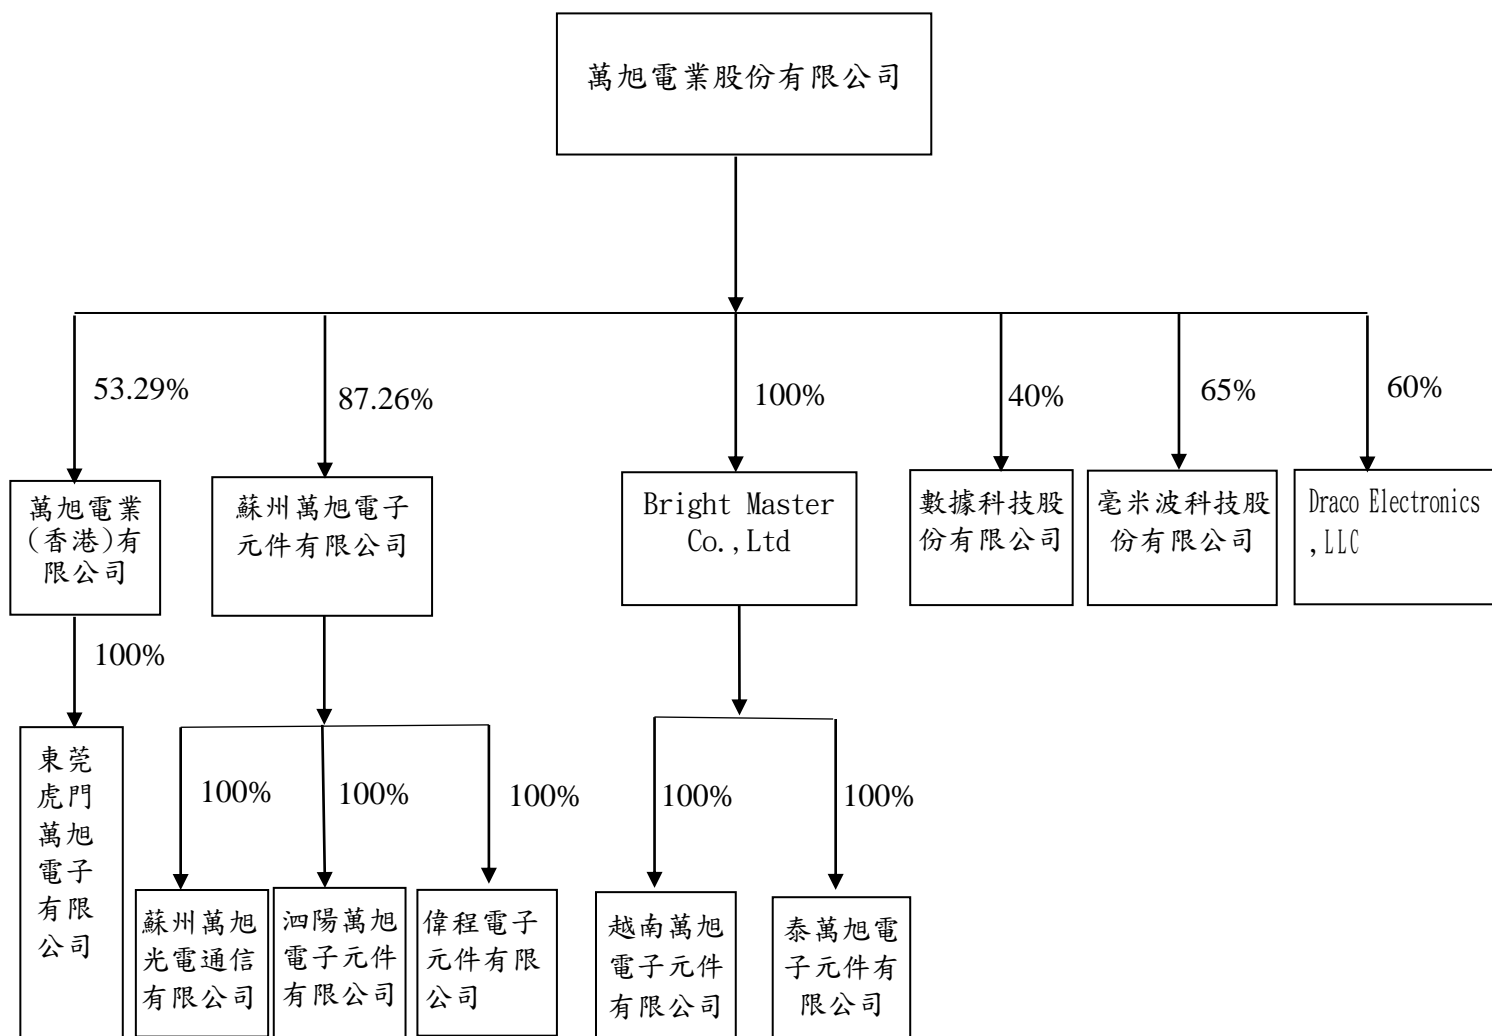 萬旭電業股份有限公司
53.29%
87.26%
100%
40%
65%
60%
萬旭電業
(香港)有
限公司
蘇州萬旭電子
元件有限公司
Bright Master
Co.,Ltd
數據科技股
份有限公司
毫米波科技股
份有限公司
Draco Electronics
,LLC
100%
東莞
虎門
萬旭
電子
有限
公司
100%
100%
100%
100%
100%
蘇州萬旭
光電通信
有限公司
泗陽萬旭
電子元件
有限公司
偉程電子
元件有限
公司
越南萬旭
電子元件
有限公司
泰萬旭電
子元件有
限公司